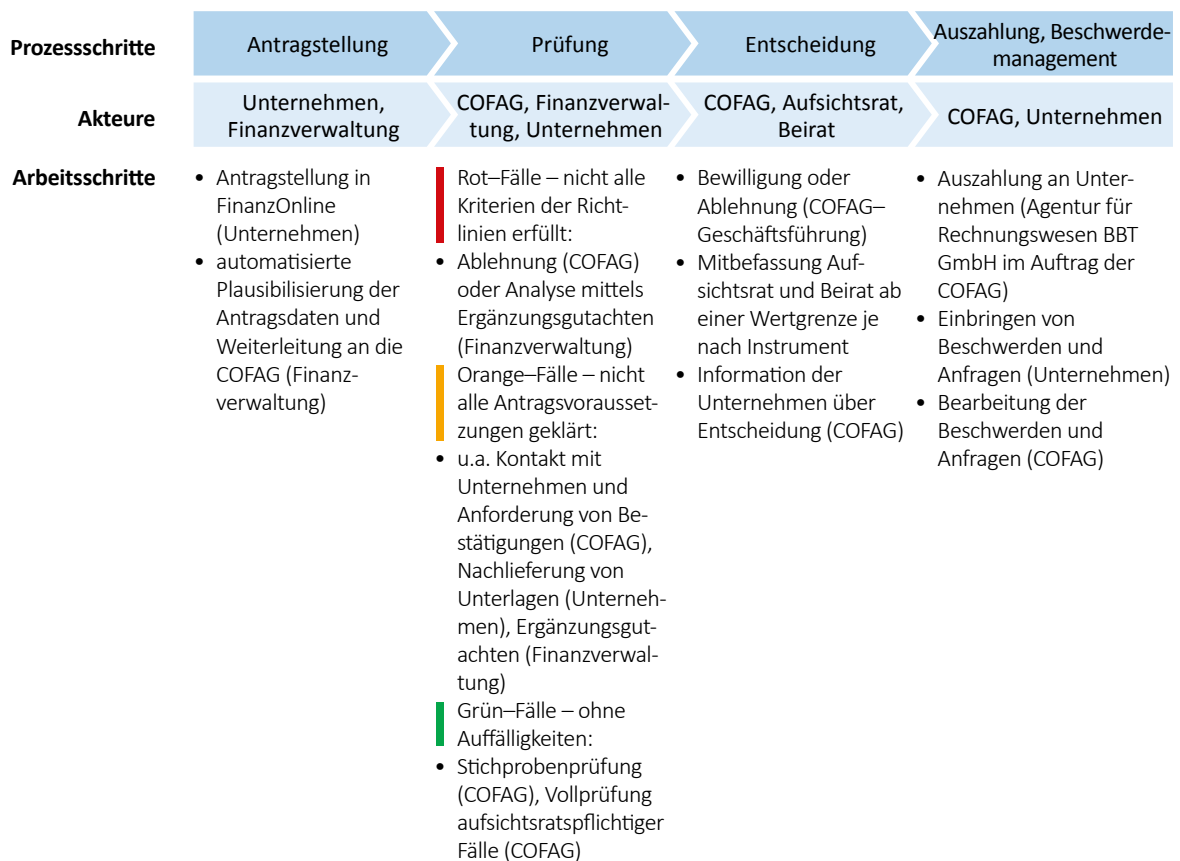 Prozessschritte
Antragstellung
Prüfung
Entscheidung
Auszahlung, Beschwerde-
management
Akteure
Unternehmen,
Finanzverwaltung
COFAG, Finanzverwal-
tung, Unternehmen
COFAG, Aufsichtsrat,
Beirat
COFAG, Unternehmen
Arbeitsschritte
• Antragstellung in
FinanzOnline
(Unternehmen)
• automatisierte
Plausibilisierung der
Antragsdaten und
Weiterleitung an die
COFAG (Finanz-
verwaltung)
Rot–Fälle – nicht alle
Kriterien der Richt-
linien erfüllt:
• Ablehnung (COFAG)
oder Analyse mittels
Ergänzungsgutachten
(Finanzverwaltung)
Orange–Fälle – nicht
alle Antragsvorausset-
zungen geklärt:
• u.a. Kontakt mit
Unternehmen und
Anforderung von Be-
stätigungen (COFAG),
Nachlieferung von
Unterlagen (Unterneh-
men), Ergänzungsgut-
achten (Finanzverwal-
tung)
Grün–Fälle – ohne
Auffälligkeiten:
• Stichprobenprüfung
(COFAG), Vollprüfung
aufsichtsratspflichtiger
Fälle (COFAG)
• Bewilligung oder
Ablehnung (COFAG–
Geschäftsführung)
• Mitbefassung Auf-
sichtsrat und Beirat ab
einer Wertgrenze je
nach Instrument
• Information der
Unternehmen über
Entscheidung (COFAG)
• Auszahlung an Unter-
nehmen (Agentur für
Rechnungswesen BBT
GmbH im Auftrag der
COFAG)
• Einbringen von
Beschwerden und
Anfragen (Unternehmen)
• Bearbeitung der
Beschwerden und
Anfragen (COFAG)